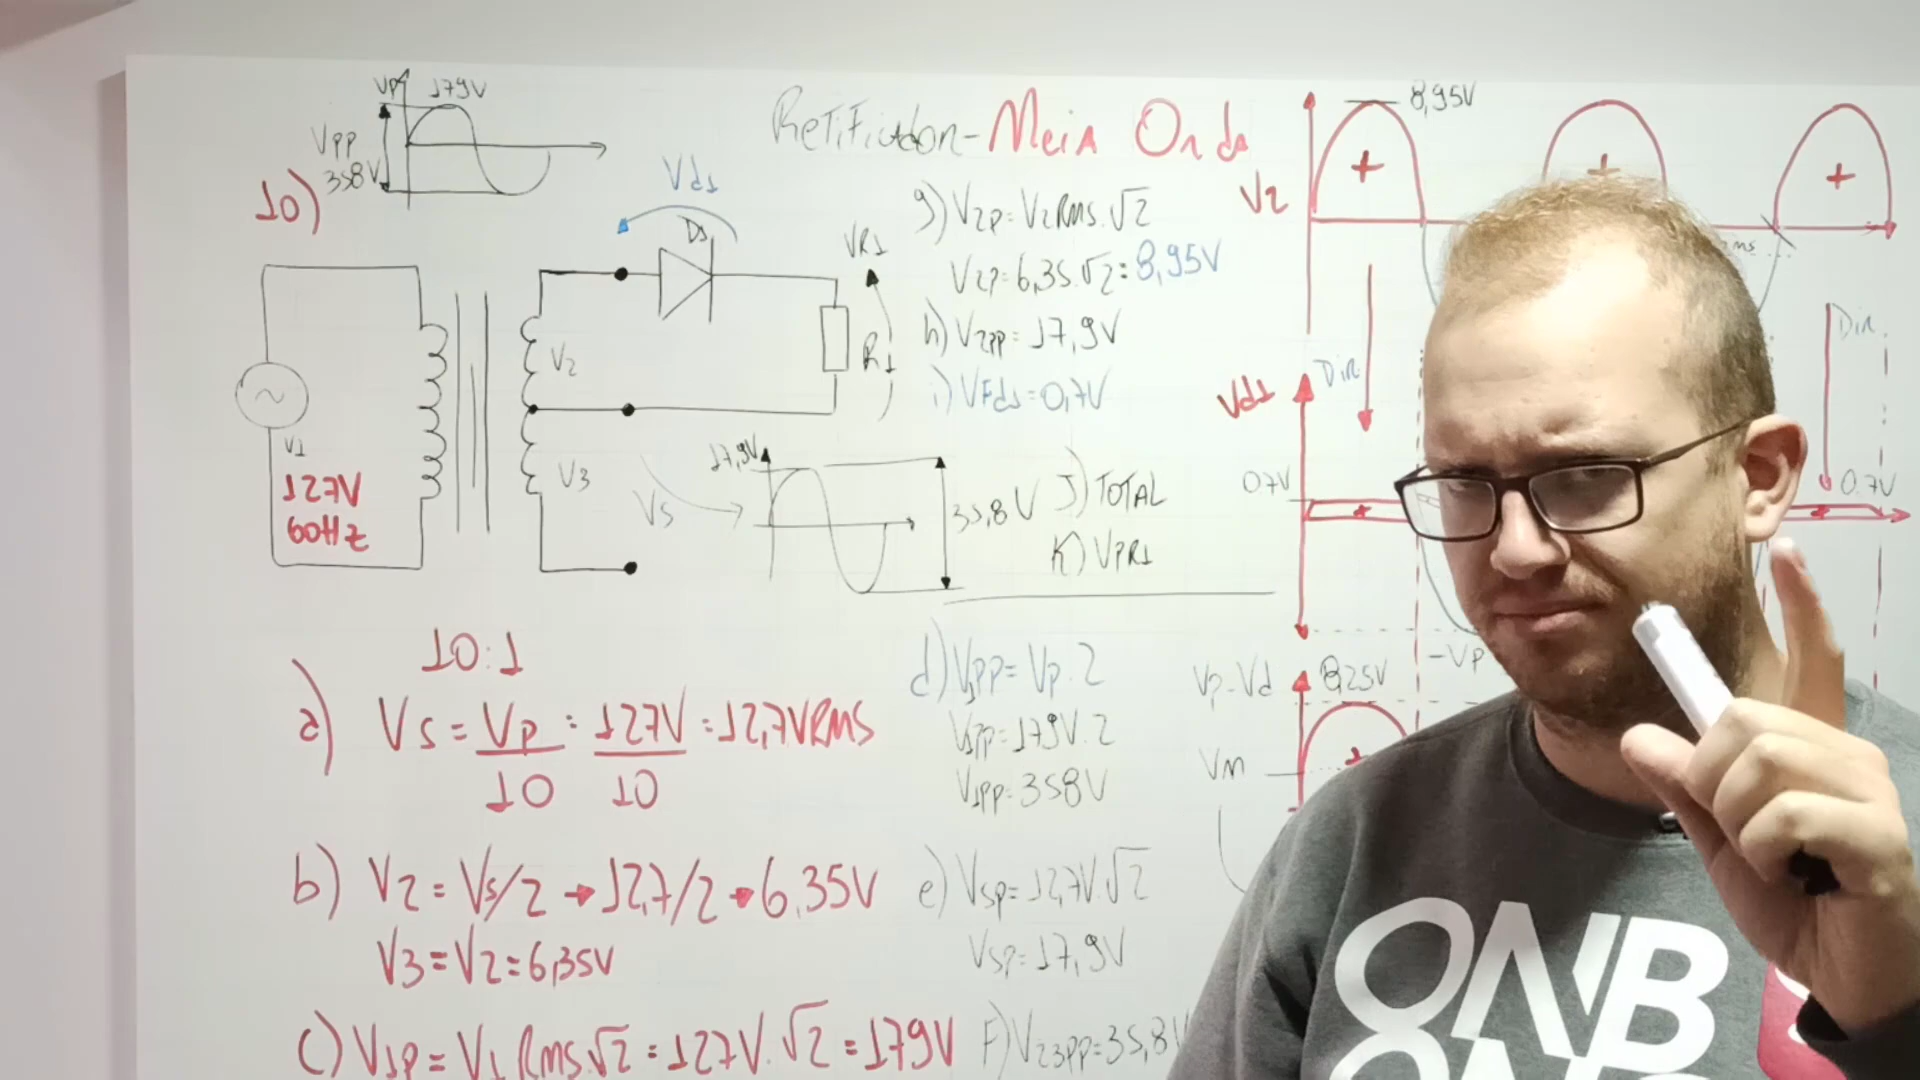 Vp 179V
Vpp
358V
10)
Retificador - Meia Onda
Vd1
D1
VR1
R1
V2
V3
V1
127V
60Hz
Vs
17,9V
35,8V
g) V2p = V2RMS.√2
V2p = 6,35.√2 = 8,95V
h) V2pp = 17,9V
i) VFd1 = 0,7V
J) TOTAL
K) VPR1
10:1
a) Vs = Vp/10 = 127V/10 = 12,7VRMS
b) V2 = Vs/2 → 12,7/2 → 6,35V
V3 = V2 = 6,35V
c) V1p = V1 Rms.√2 = 127V.√2 = 179V
d) V1pp = Vp.2
V1pp = 179V.2
V1pp = 358V
e) Vsp = 12,7V.√2
Vsp = 17,9V
F) V23pp = 35,8V
V2
8,95V
+
+
+
ms
Dir
Dir.
Vd1
0.7V
0.7V
+
-Vp
Vp-Vd
8,25V
Vm
ONB